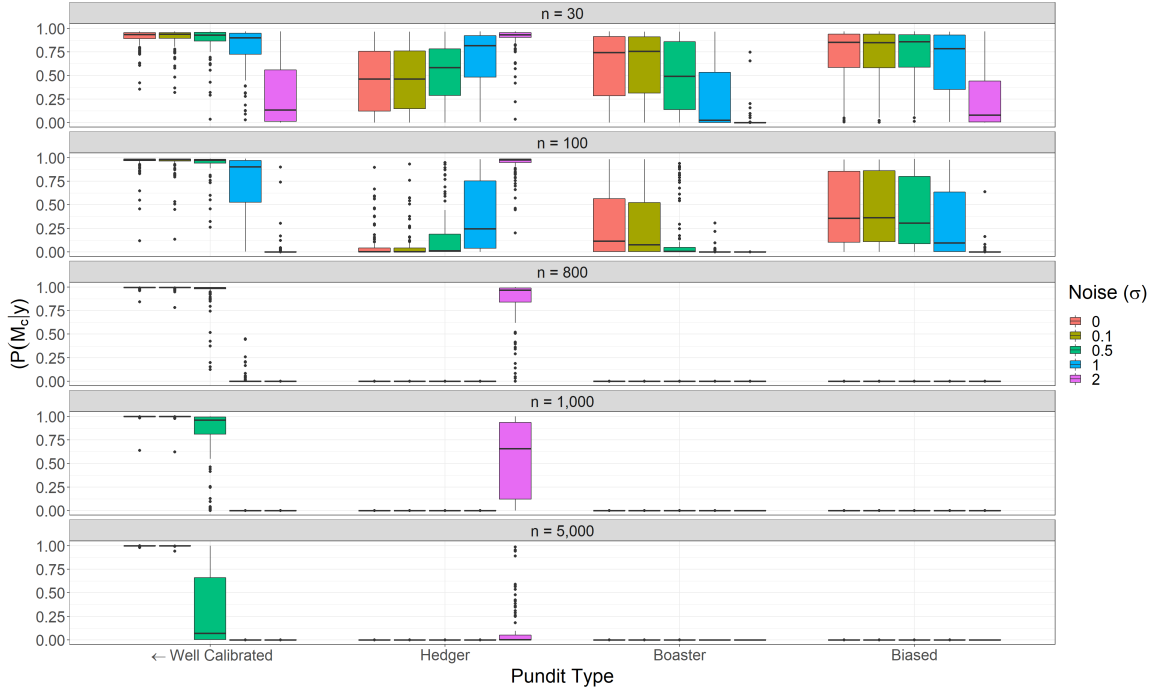 n = 30
1.00
0.75
0.50
0.25
0.00
n = 100
1.00
0.75
0.50
0.25
0.00
n = 800
1.00
0.75
0.50
0.25
0.00
n = 1,000
1.00
0.75
0.50
0.25
0.00
n = 5,000
1.00
0.75
0.50
0.25
0.00
(P(Mc|y)
← Well Calibrated
Hedger
Boaster
Biased
Pundit Type
Noise (σ)
0
0.1
0.5
1
2